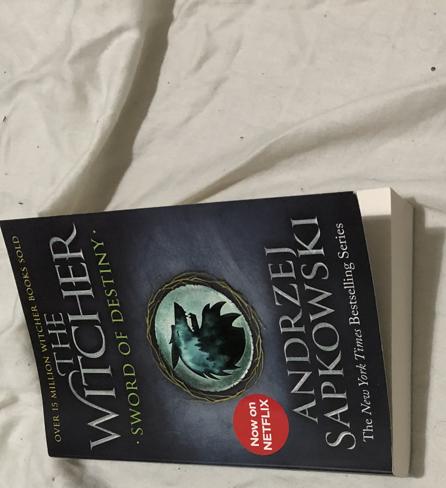 OVER 15 MILLION WITCHER BOOKS SOLD
THE
WITCHER
· SWORD OF DESTINY ·
Now on
NETFLIX
ANDRZEJ
SAPKOWSKI
The New York Times Bestselling Series